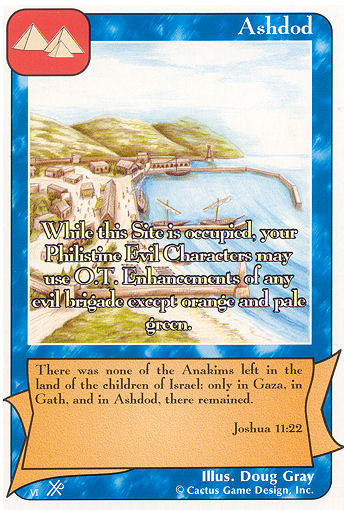 Ashdod
While this Site is occupied, your
Philistine Evil Characters may
use O.T. Enhancements of any
evil brigade except orange and pale
green.
There was none of the Anakims left in the
land of the children of Israel: only in Gaza, in
Gath, and in Ashdod, there remained.
Joshua 11:22
Illus. Doug Gray
VI © Cactus Game Design, Inc.